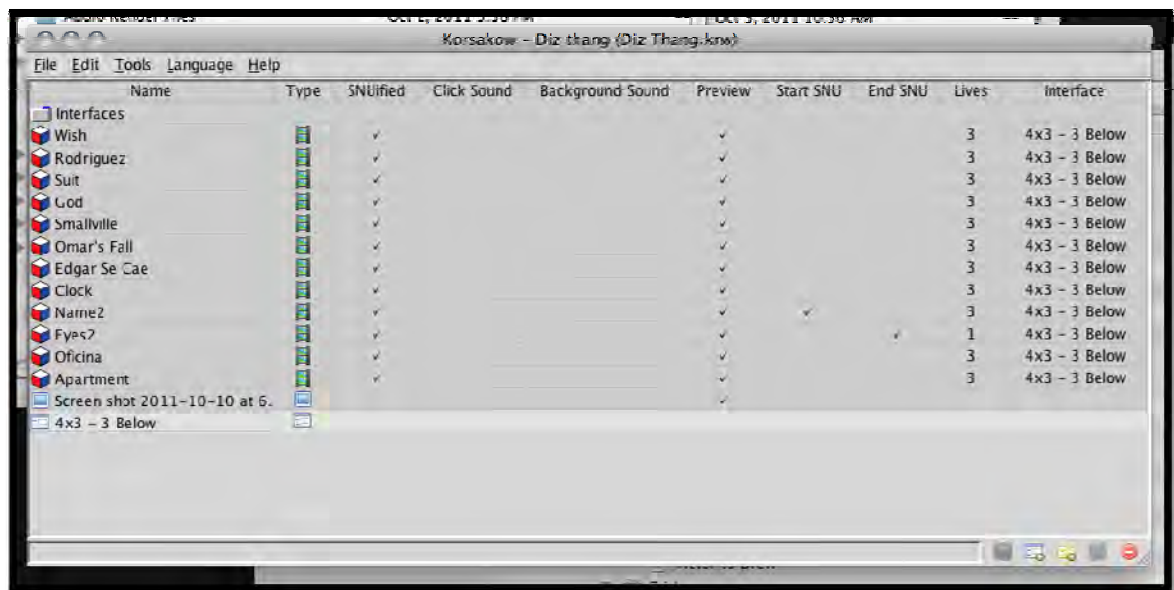 Korsakow – Diz thang (Diz Thang.krw)
File Edit Tools Language Help
Name Type SNUified Click Sound Background Sound Preview Start SNU End SNU Lives Interface
Interfaces
Wish ✓ ✓ 3 4x3 – 3 Below
Rodriguez ✓ ✓ 3 4x3 – 3 Below
Suit ✓ ✓ 3 4x3 – 3 Below
God ✓ ✓ 3 4x3 – 3 Below
Smallville ✓ ✓ 3 4x3 – 3 Below
Omar's Fall ✓ ✓ 3 4x3 – 3 Below
Edgar Se Cae ✓ ✓ 3 4x3 – 3 Below
Clock ✓ ✓ 3 4x3 – 3 Below
Name2 ✓ ✓ ✓ 3 4x3 – 3 Below
Eyes2 ✓ ✓ ✓ 1 4x3 – 3 Below
Oficina ✓ ✓ 3 4x3 – 3 Below
Apartment ✓ ✓ 3 4x3 – 3 Below
Screen shot 2011-10-10 at 6. ✓
4x3 – 3 Below